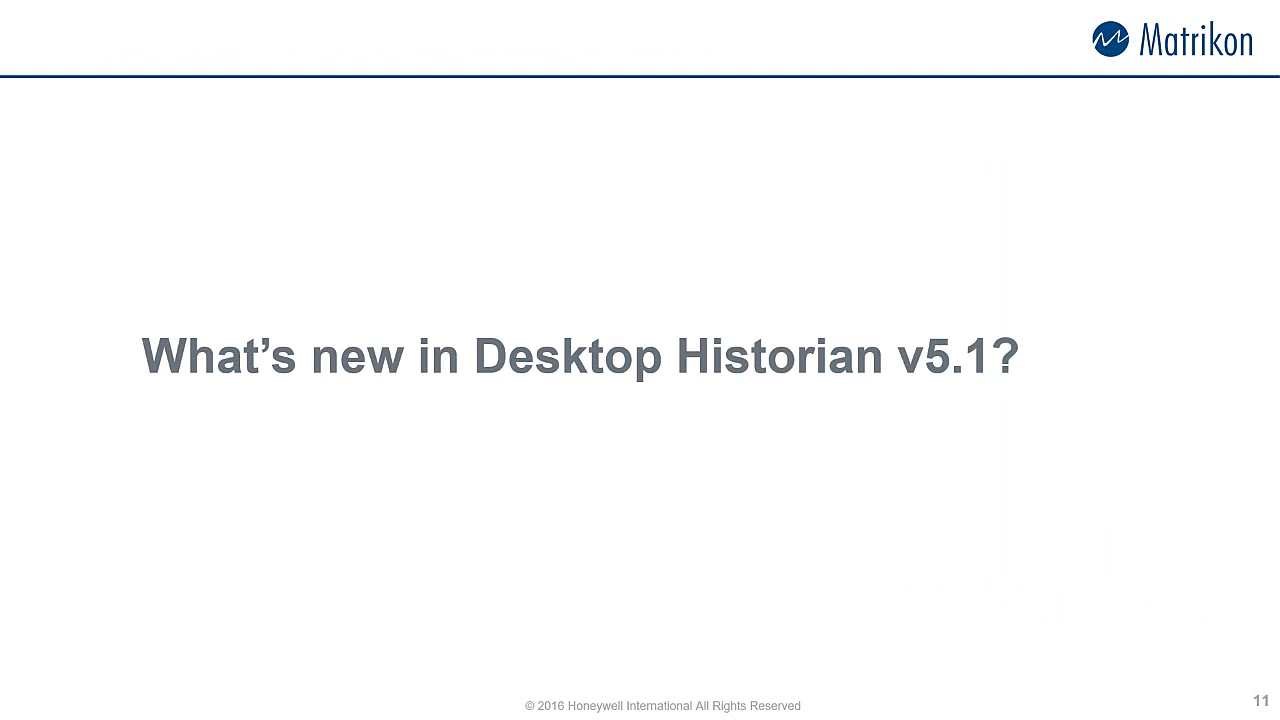 Matrikon
What’s new in Desktop Historian v5.1?
© 2016 Honeywell International All Rights Reserved
11